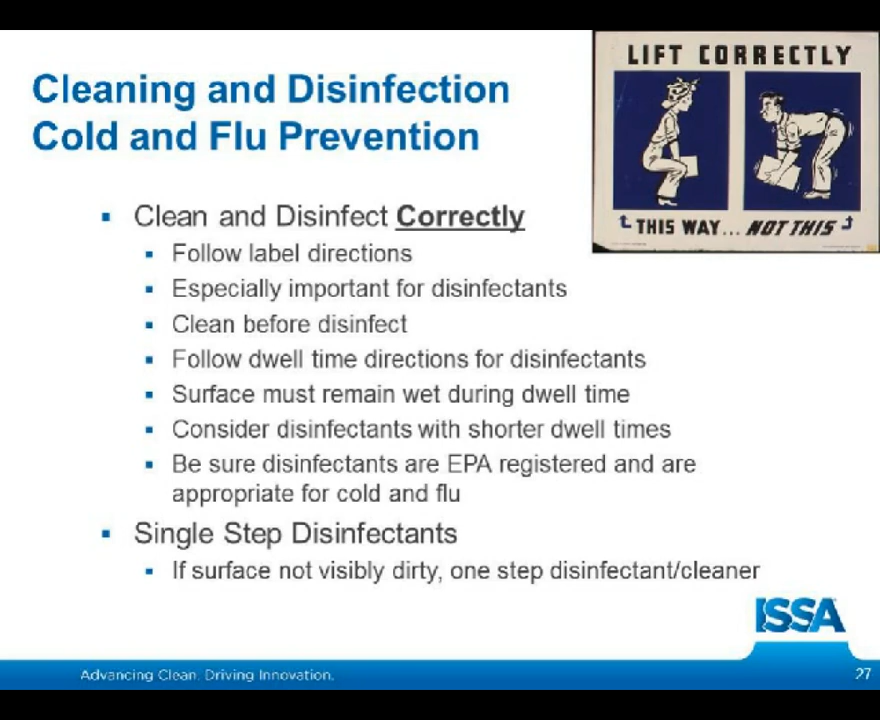 Cleaning and Disinfection
Cold and Flu Prevention
LIFT CORRECTLY
THIS WAY... NOT THIS
Clean and Disinfect Correctly
Follow label directions
Especially important for disinfectants
Clean before disinfect
Follow dwell time directions for disinfectants
Surface must remain wet during dwell time
Consider disinfectants with shorter dwell times
Be sure disinfectants are EPA registered and are
appropriate for cold and flu
Single Step Disinfectants
If surface not visibly dirty, one step disinfectant/cleaner
ISSA
Advancing Clean. Driving Innovation.
27